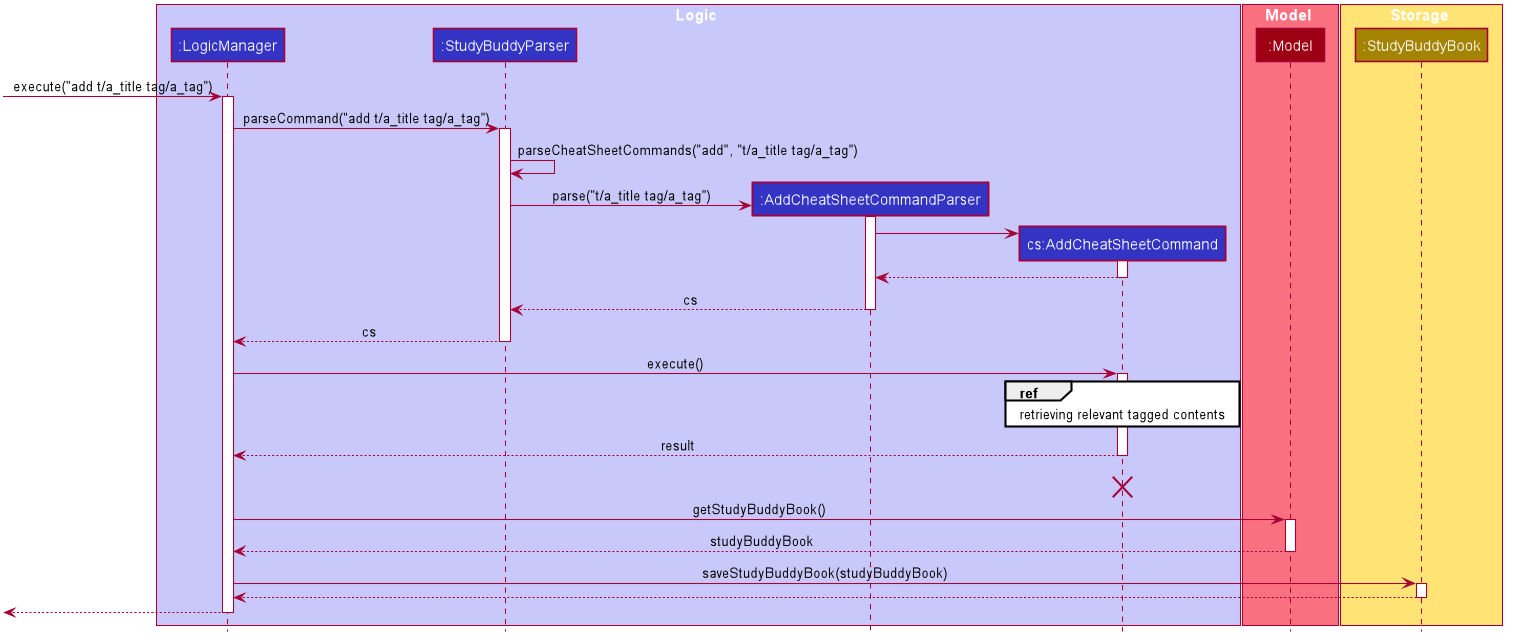 Logic
Model
Storage
:LogicManager
:StudyBuddyParser
:Model
:StudyBuddyBook
execute("add t/a_title tag/a_tag")
parseCommand("add t/a_title tag/a_tag")
parseCheatSheetCommands("add", "t/a_title tag/a_tag")
parse("t/a_title tag/a_tag")
:AddCheatSheetCommandParser
cs:AddCheatSheetCommand
cs
cs
execute()
ref
retrieving relevant tagged contents
result
getStudyBuddyBook()
studyBuddyBook
saveStudyBuddyBook(studyBuddyBook)